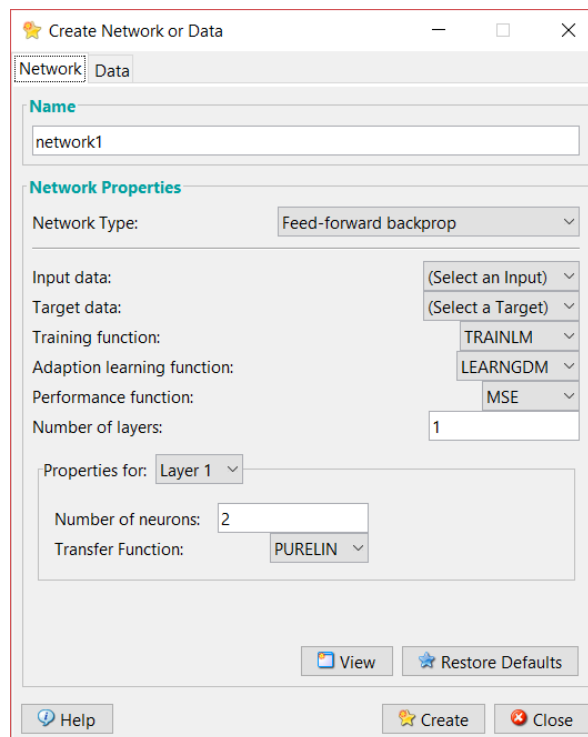 Create Network or Data
Network Data
Name
network1
Network Properties
Network Type: Feed-forward backprop
Input data: (Select an Input)
Target data: (Select a Target)
Training function: TRAINLM
Adaption learning function: LEARNGDM
Performance function: MSE
Number of layers: 1
Properties for: Layer 1
Number of neurons: 2
Transfer Function: PURELIN
View Restore Defaults
Help Create Close